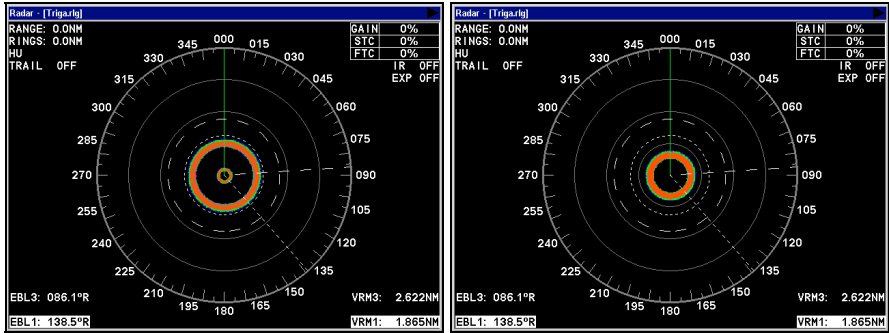 Radar - [Triga.rlg]
RANGE: 0.0NM
RINGS: 0.0NM
HU
TRAIL OFF
GAIN 0%
STC 0%
FTC 0%
IR OFF
EXP OFF
000
015
030
045
060
075
090
105
120
135
150
165
180
195
210
225
240
255
270
285
300
315
330
345
EBL3: 086.1ºR
EBL1: 138.5ºR
VRM3: 2.622NM
VRM1: 1.865NM
Radar - [Triga.rlg]
RANGE: 0.0NM
RINGS: 0.0NM
HU
TRAIL OFF
GAIN 0%
STC 0%
FTC 0%
IR OFF
EXP OFF
000
015
030
045
060
075
090
105
120
135
150
165
180
195
210
225
240
255
270
285
300
315
330
345
EBL3: 086.1ºR
EBL1: 138.5ºR
VRM3: 2.622NM
VRM1: 1.865NM